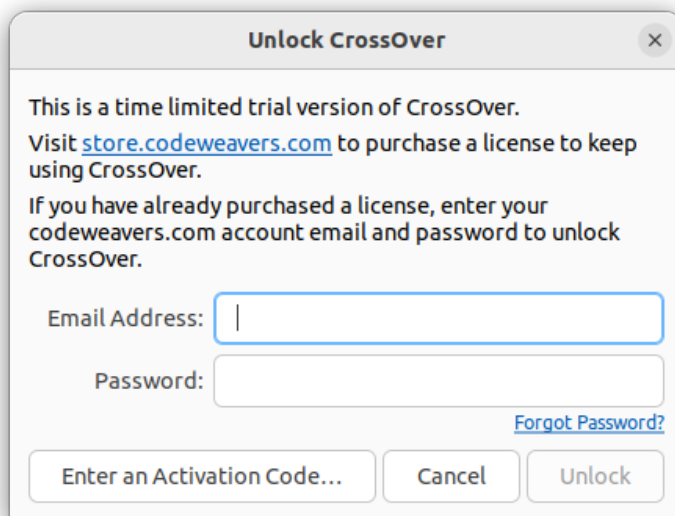 Unlock CrossOver
This is a time limited trial version of CrossOver.
Visit store.codeweavers.com to purchase a license to keep
using CrossOver.
If you have already purchased a license, enter your
codeweavers.com account email and password to unlock
CrossOver.
Email Address:
Password:
Forgot Password?
Enter an Activation Code... Cancel Unlock